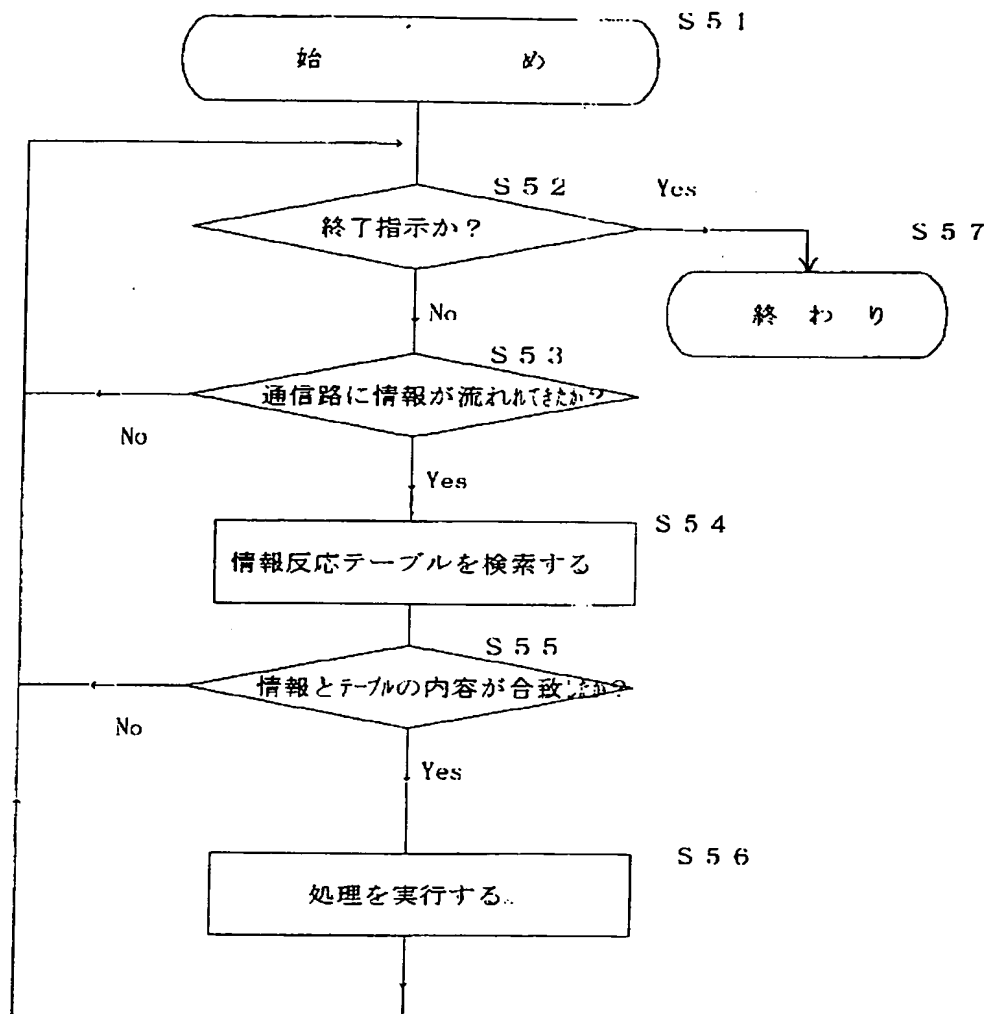 S51
始 め
S52
Yes
終了指示か?
S57
終 わ り
No
S53
通信路に情報が流れれてきたか?
No
Yes
S54
情報反応テーブルを検索する
S55
情報とテーブルの内容が合致したか?
No
Yes
S56
処理を実行する